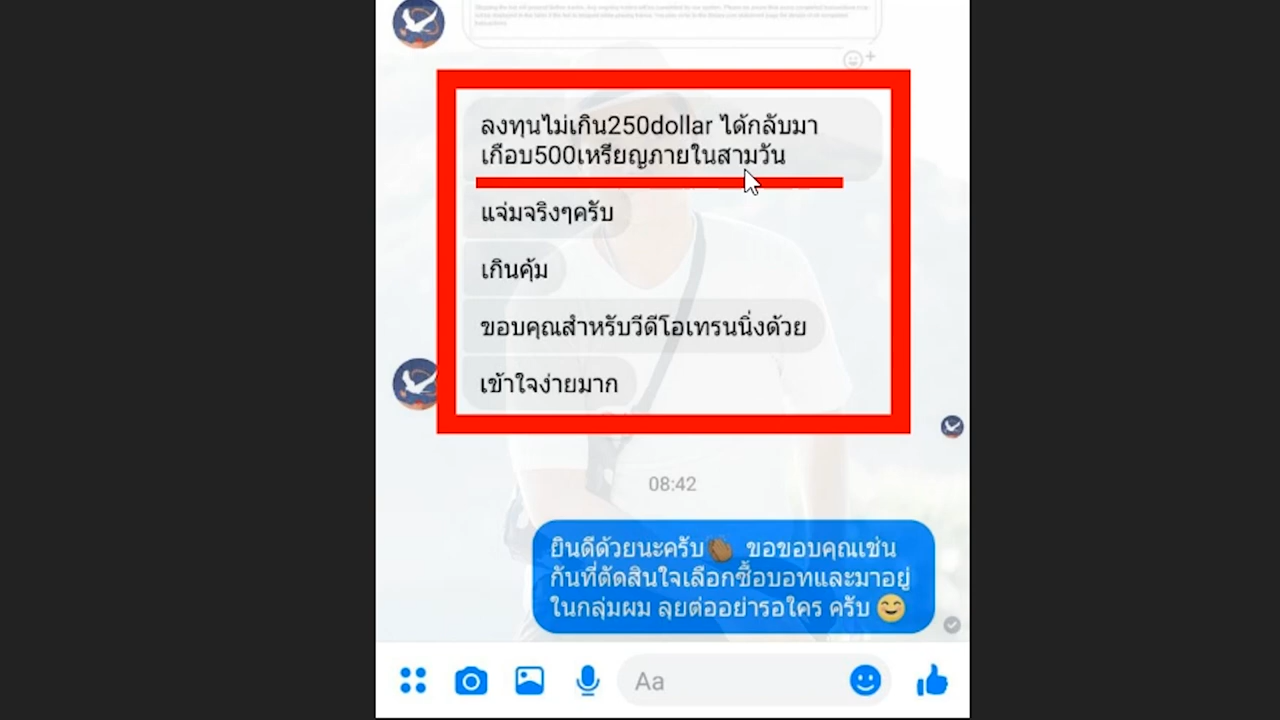 ลงทุนไม่เกิน250dollar ได้กลับมา
เกือบ500เหรียญภายในสามวัน
แจ่มจริงๆครับ
เกินคุ้ม
ขอบคุณสำหรับวีดีโอเทรนนิ่งด้วย
เข้าใจง่ายมาก
08:42
ยินดีด้วยนะครับ👏🏾 ขอขอบคุณเช่น
กันที่ตัดสินใจเลือกซื้อบอทและมาอยู่
ในกลุ่มผม ลุยต่ออย่ารอใคร ครับ😊
Aa